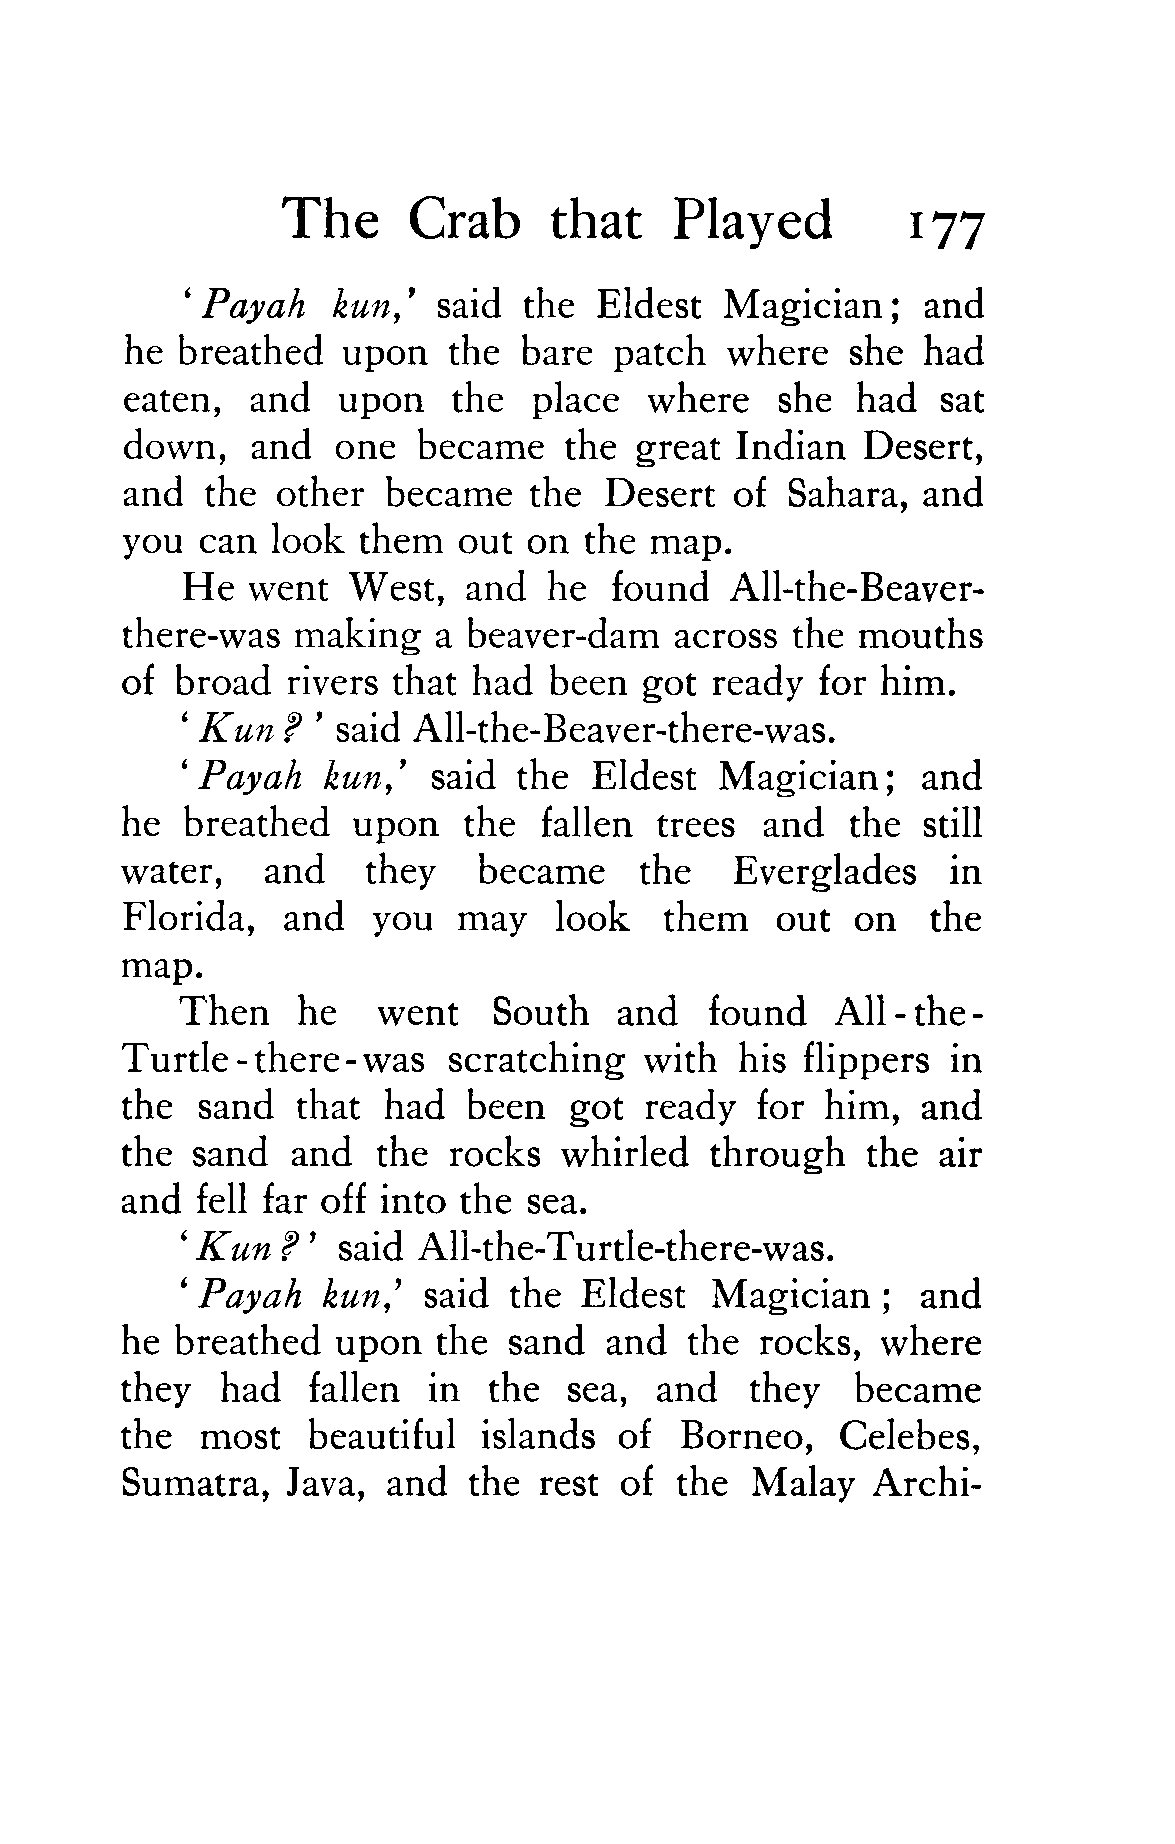 The Crab that Played 177
‘ Payah kun,’ said the Eldest Magician ; and
he breathed upon the bare patch where she had
eaten, and upon the place where she had sat
down, and one became the great Indian Desert,
and the other became the Desert of Sahara, and
you can look them out on the map.
He went West, and he found All-the-Beaver-
there-was making a beaver-dam across the mouths
of broad rivers that had been got ready for him.
‘ Kun ? ’ said All-the-Beaver-there-was.
‘ Payah kun,’ said the Eldest Magician ; and
he breathed upon the fallen trees and the still
water, and they became the Everglades in
Florida, and you may look them out on the
map.
Then he went South and found All - the -
Turtle - there - was scratching with his flippers in
the sand that had been got ready for him, and
the sand and the rocks whirled through the air
and fell far off into the sea.
‘ Kun ? ’ said All-the-Turtle-there-was.
‘ Payah kun,’ said the Eldest Magician ; and
he breathed upon the sand and the rocks, where
they had fallen in the sea, and they became
the most beautiful islands of Borneo, Celebes,
Sumatra, Java, and the rest of the Malay Archi-